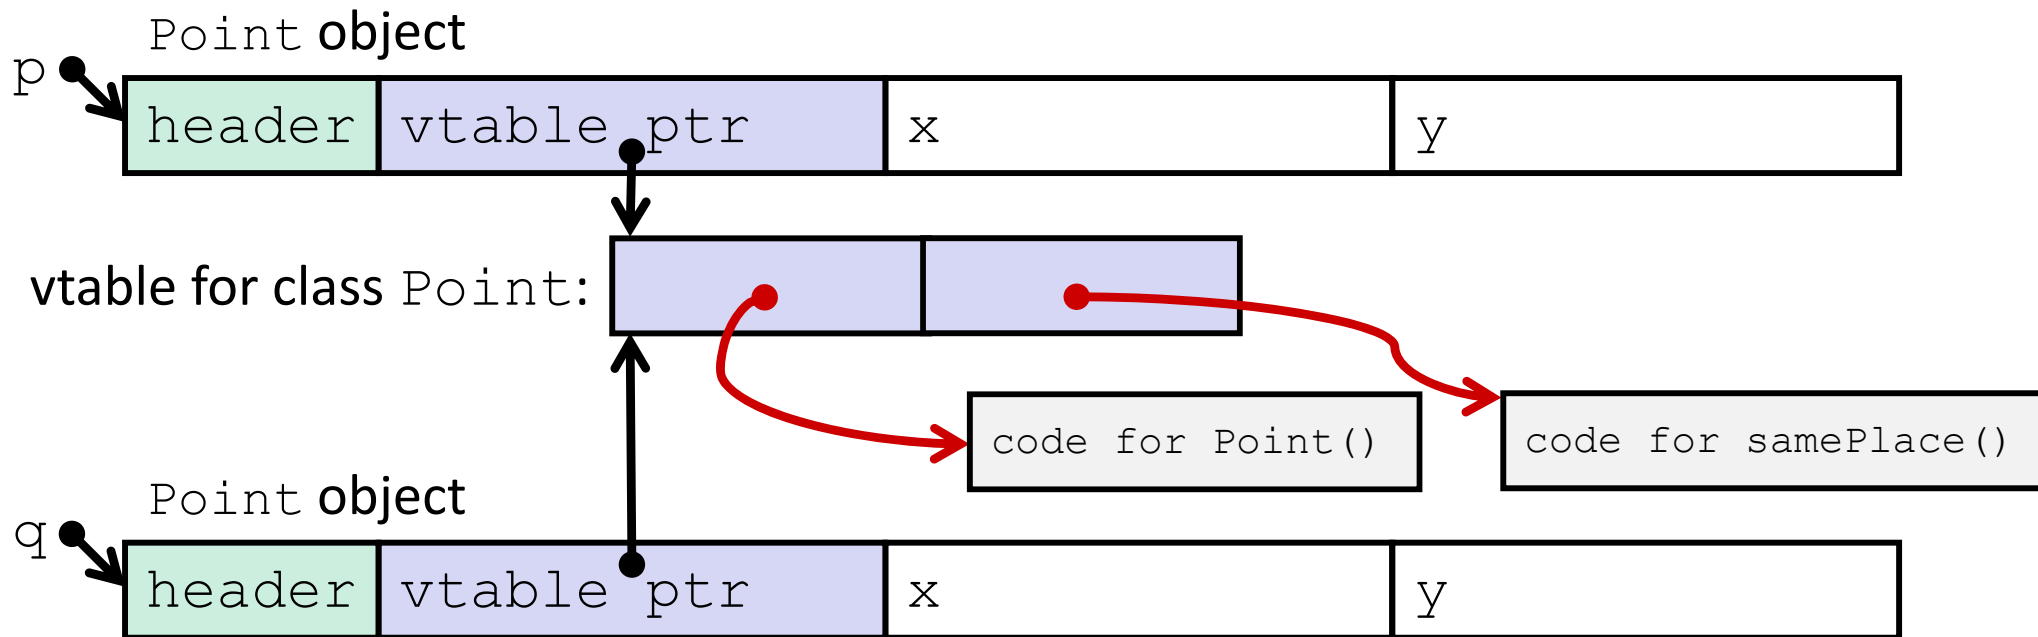 Point object
p
header vtable ptr x y
vtable for class Point:
code for Point() code for samePlace()
Point object
q
header vtable ptr x y